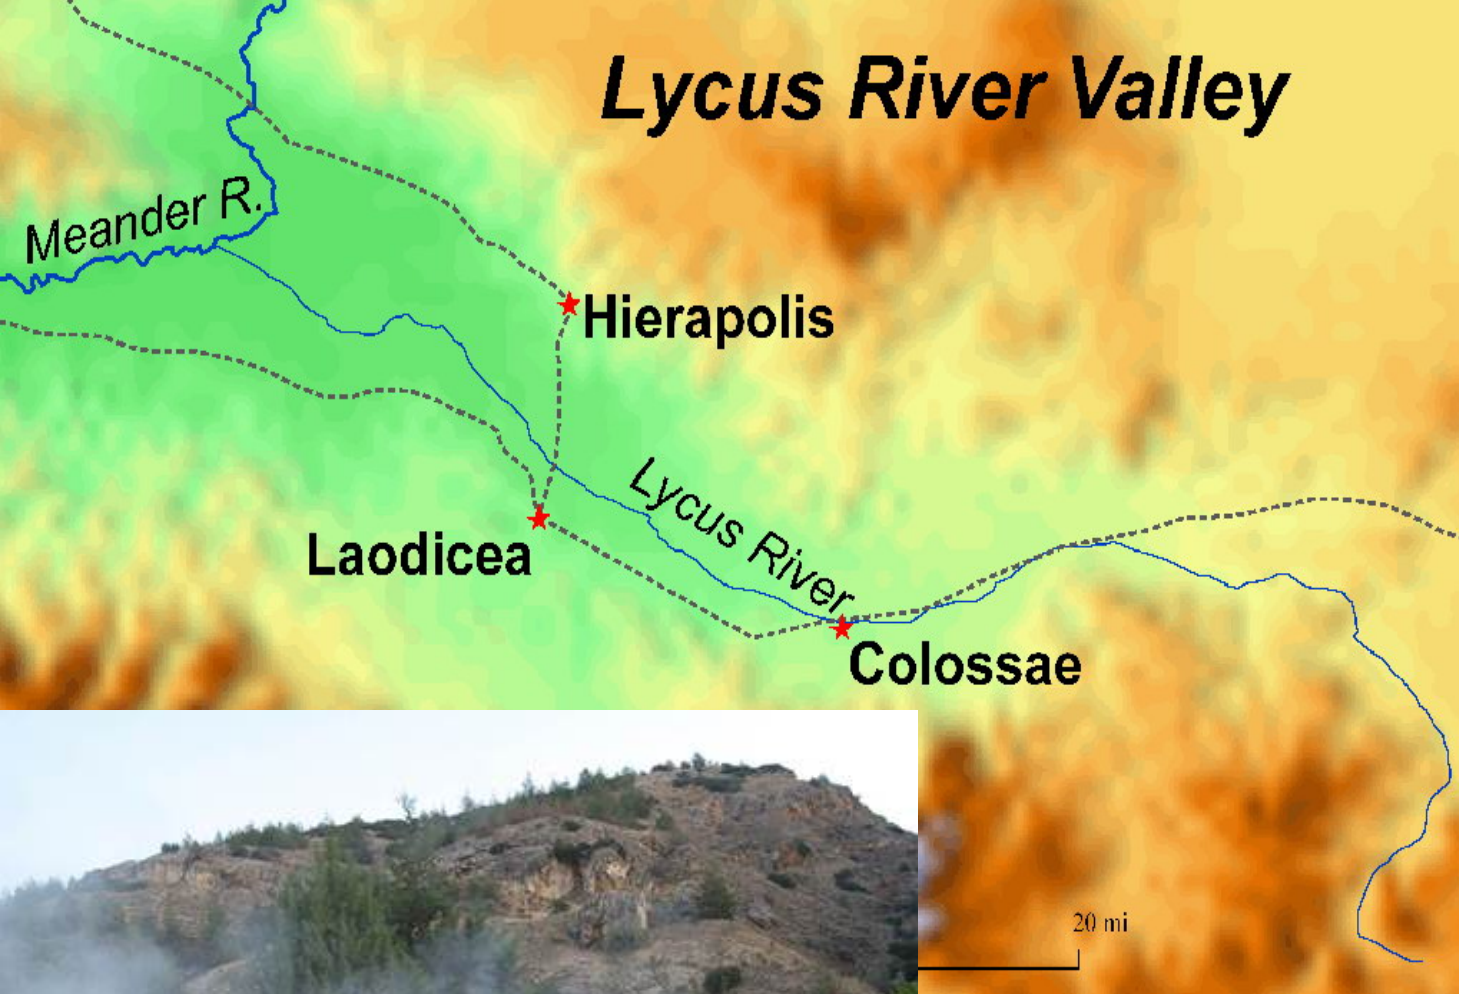 Lycus River Valley
Meander R.
Hierapolis
Lycus River
Laodicea
Colossae
20 mi